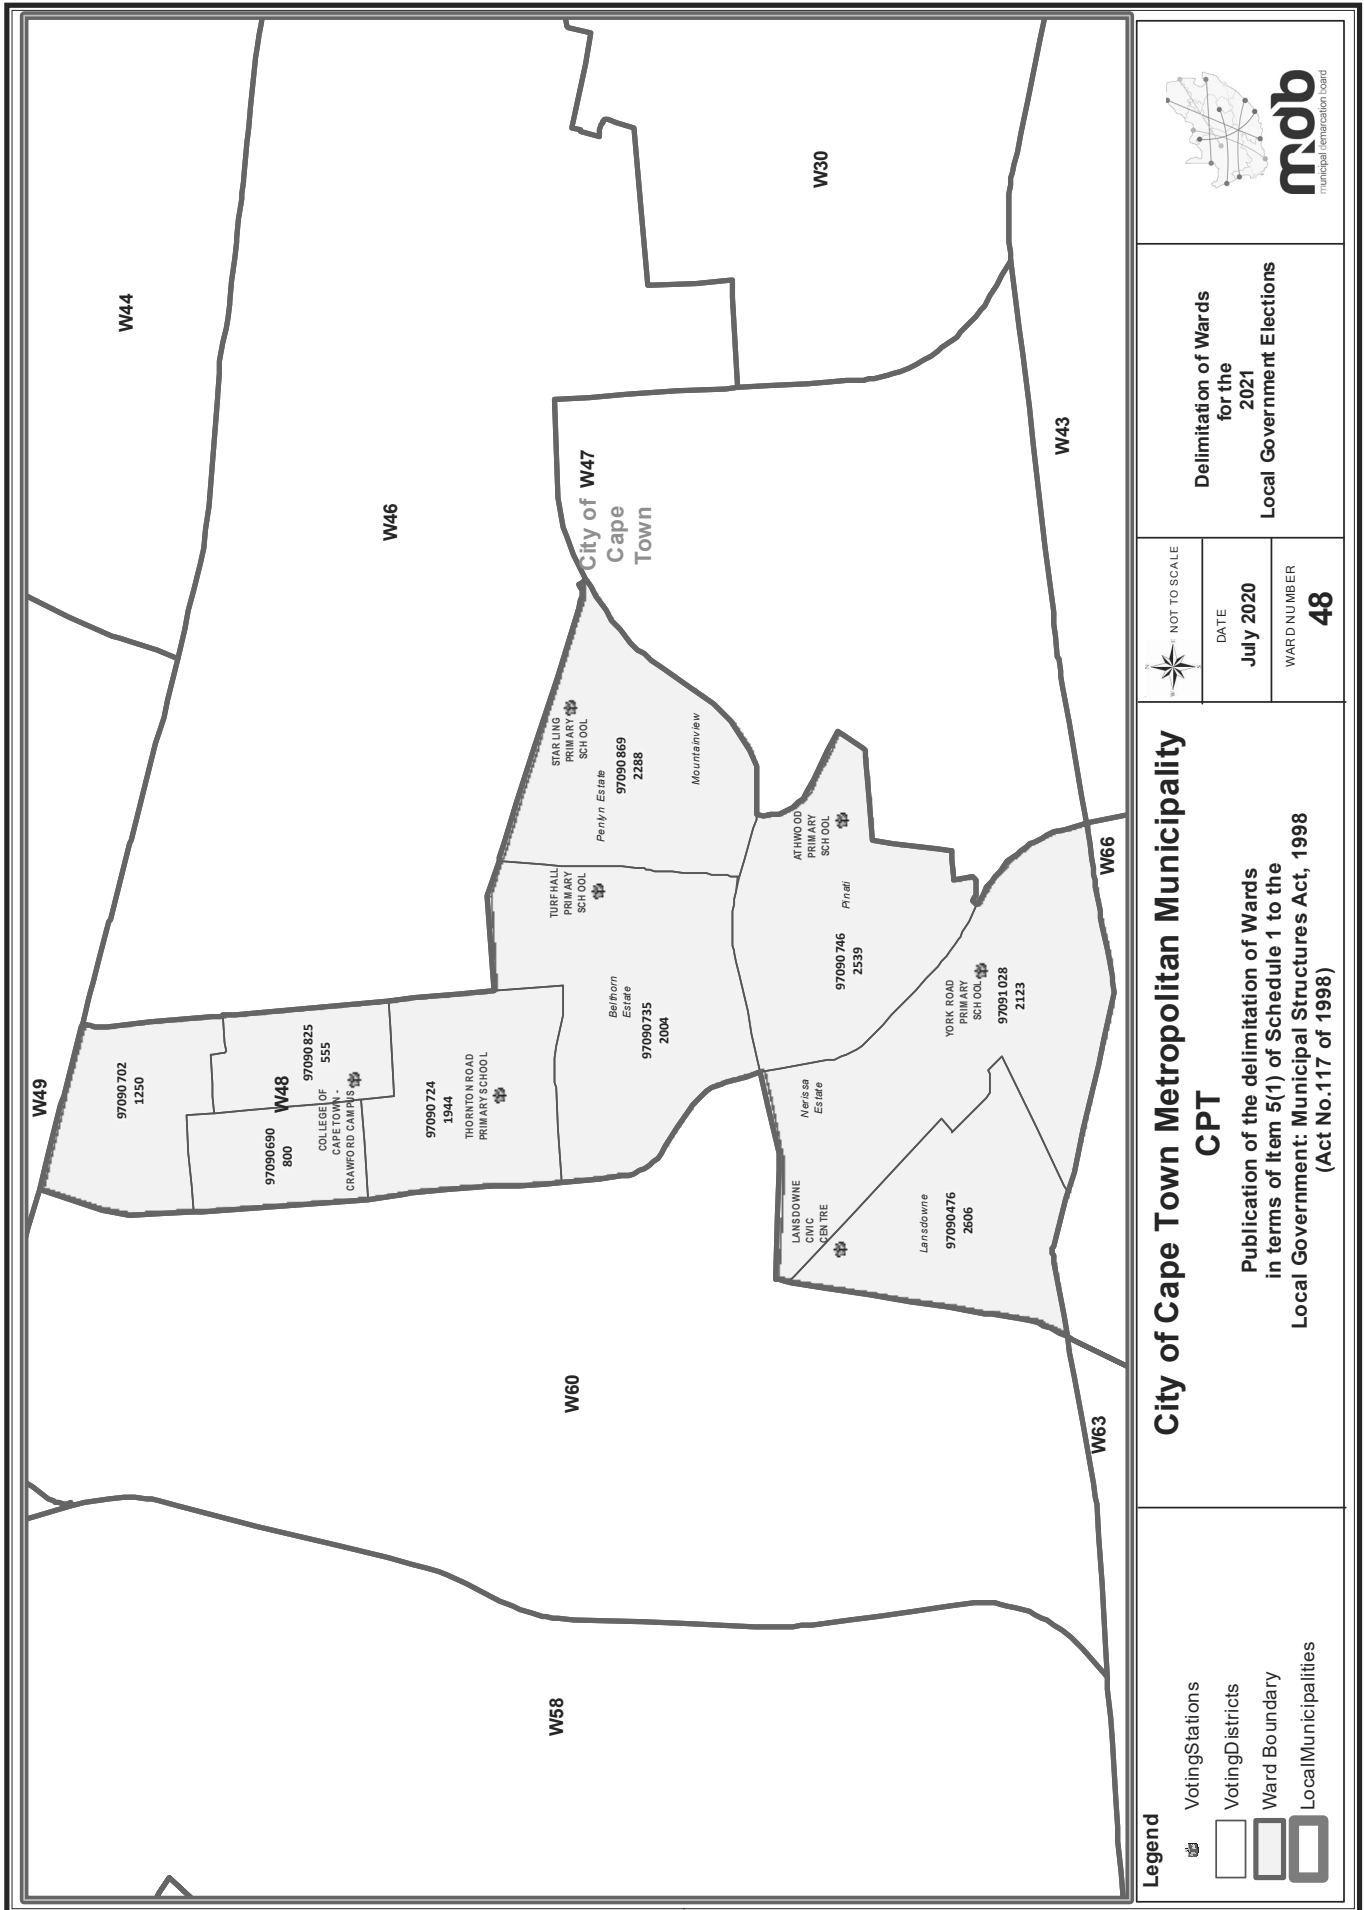 W49
W44
W46
W30
W47
City of
Cape
Town
W43
W66
W60
W63
W58
W48
97090702
1250
97090825
555
97090690
800
COLLEGE OF
CAPE TOWN -
CRAWFORD CAMPUS
97090724
1944
THORNTON ROAD
PRIMARY SCHOOL
STARLING
PRIMARY
SCHOOL
Penlyn Estate
97090869
2288
Mountainview
TURFHALL
PRIMARY
SCHOOL
Belthorn
Estate
97090735
2004
ATHWOOD
PRIMARY
SCHOOL
Pinati
97090746
2539
YORK ROAD
PRIMARY
SCHOOL
97091028
2123
Nerissa
Estate
LANSDOWNE
CIVIC
CENTRE
Lansdowne
97090476
2606
Legend
VotingStations
VotingDistricts
Ward Boundary
LocalMunicipalities
City of Cape Town Metropolitan Municipality
CPT
Publication of the delimitation of Wards
in terms of Item 5(1) of Schedule 1 to the
Local Government: Municipal Structures Act, 1998
(Act No.117 of 1998)
N
W
E
S
NOT TO SCALE
DATE
July 2020
WARD NUMBER
48
Delimitation of Wards
for the
2021
Local Government Elections
mdb
municipal demarcation board